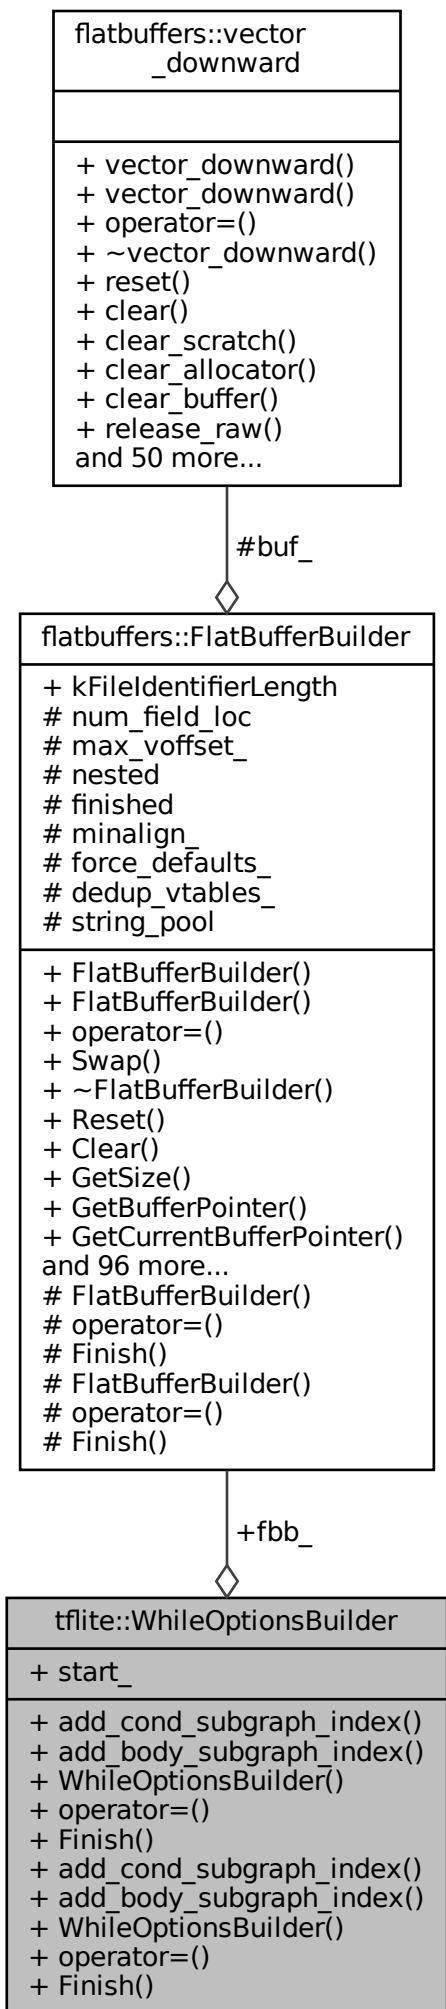 flatbuffers::vector
_downward
+ vector_downward()
+ vector_downward()
+ operator=()
+ ~vector_downward()
+ reset()
+ clear()
+ clear_scratch()
+ clear_allocator()
+ clear_buffer()
+ release_raw()
and 50 more...
#buf_
flatbuffers::FlatBufferBuilder
+ kFileIdentifierLength
# num_field_loc
# max_voffset_
# nested
# finished
# minalign_
# force_defaults_
# dedup_vtables_
# string_pool
+ FlatBufferBuilder()
+ FlatBufferBuilder()
+ operator=()
+ Swap()
+ ~FlatBufferBuilder()
+ Reset()
+ Clear()
+ GetSize()
+ GetBufferPointer()
+ GetCurrentBufferPointer()
and 96 more...
# FlatBufferBuilder()
# operator=()
# Finish()
# FlatBufferBuilder()
# operator=()
# Finish()
+fbb_
tflite::WhileOptionsBuilder
+ start_
+ add_cond_subgraph_index()
+ add_body_subgraph_index()
+ WhileOptionsBuilder()
+ operator=()
+ Finish()
+ add_cond_subgraph_index()
+ add_body_subgraph_index()
+ WhileOptionsBuilder()
+ operator=()
+ Finish()